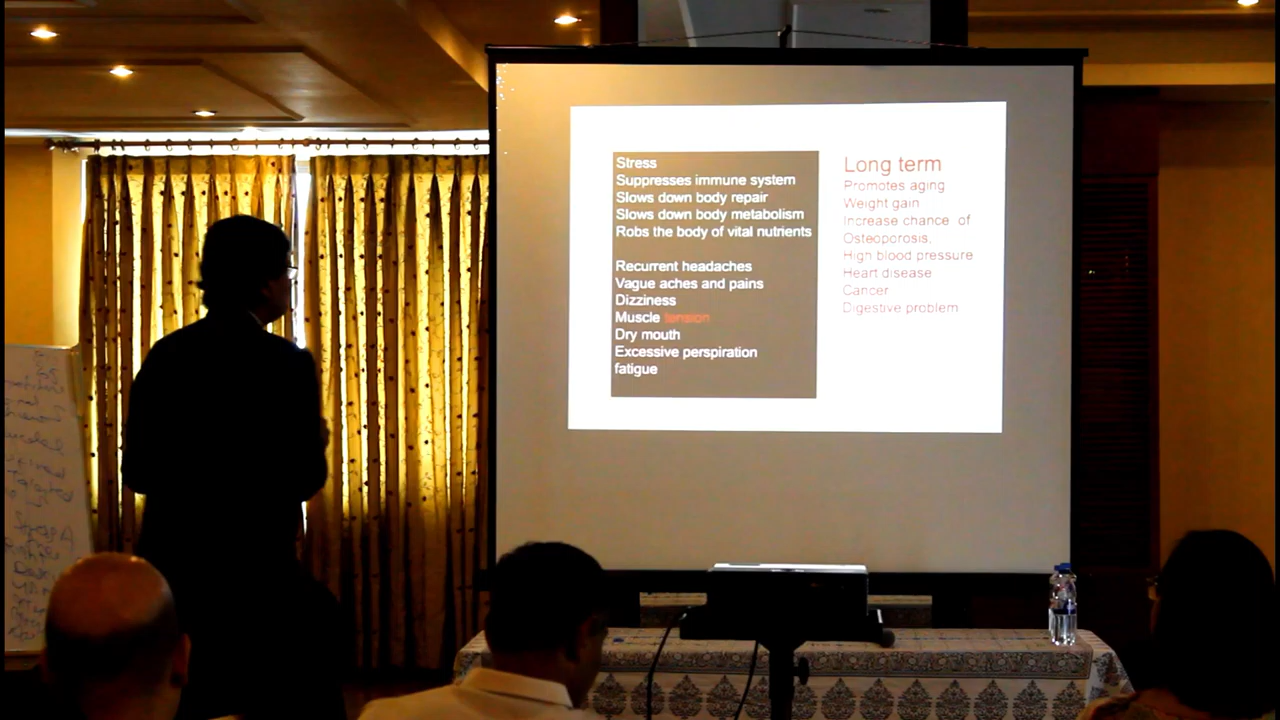 Stress
Suppresses immune system
Slows down body repair
Slows down body metabolism
Robs the body of vital nutrients
Recurrent headaches
Vague aches and pains
Dizziness
Muscle tension
Dry mouth
Excessive perspiration
fatigue
Long term
Promotes aging
Weight gain
Increase chance of
Osteoporosis,
High blood pressure
Heart disease
Cancer
Digestive problem